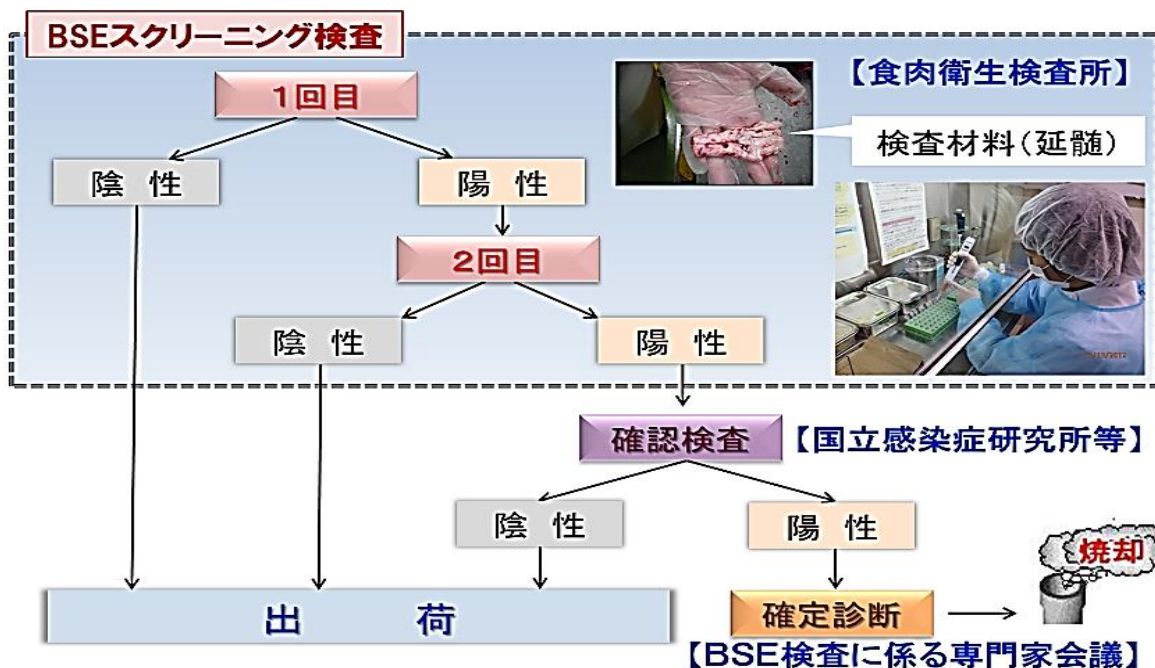 BSEスクリーニング検査
【食肉衛生検査所】
1回目
検査材料(延髄)
陰 性
陽 性
2回目
陰 性
陽 性
確認検査
【国立感染症研究所等】
陰 性
陽 性
焼却
出 荷
確定診断
【BSE検査に係る専門家会議】